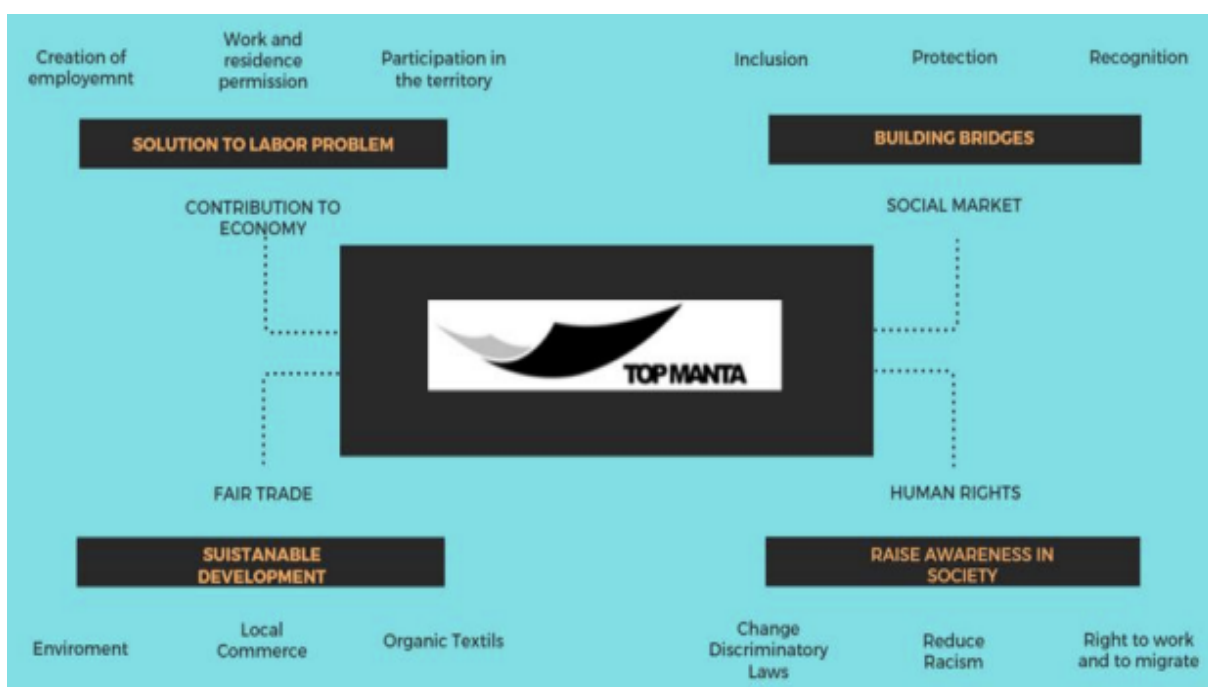 Creation of
employemnt
Work and
residence
permission
Participation in
the territory
SOLUTION TO LABOR PROBLEM
CONTRIBUTION TO
ECONOMY
Inclusion
Protection
Recognition
BUILDING BRIDGES
SOCIAL MARKET
TOP MANTA
FAIR TRADE
SUISTANABLE
DEVELOPMENT
Enviroment
Local
Commerce
Organic Textils
HUMAN RIGHTS
RAISE AWARENESS IN
SOCIETY
Change
Discriminatory
Laws
Reduce
Racism
Right to work
and to migrate